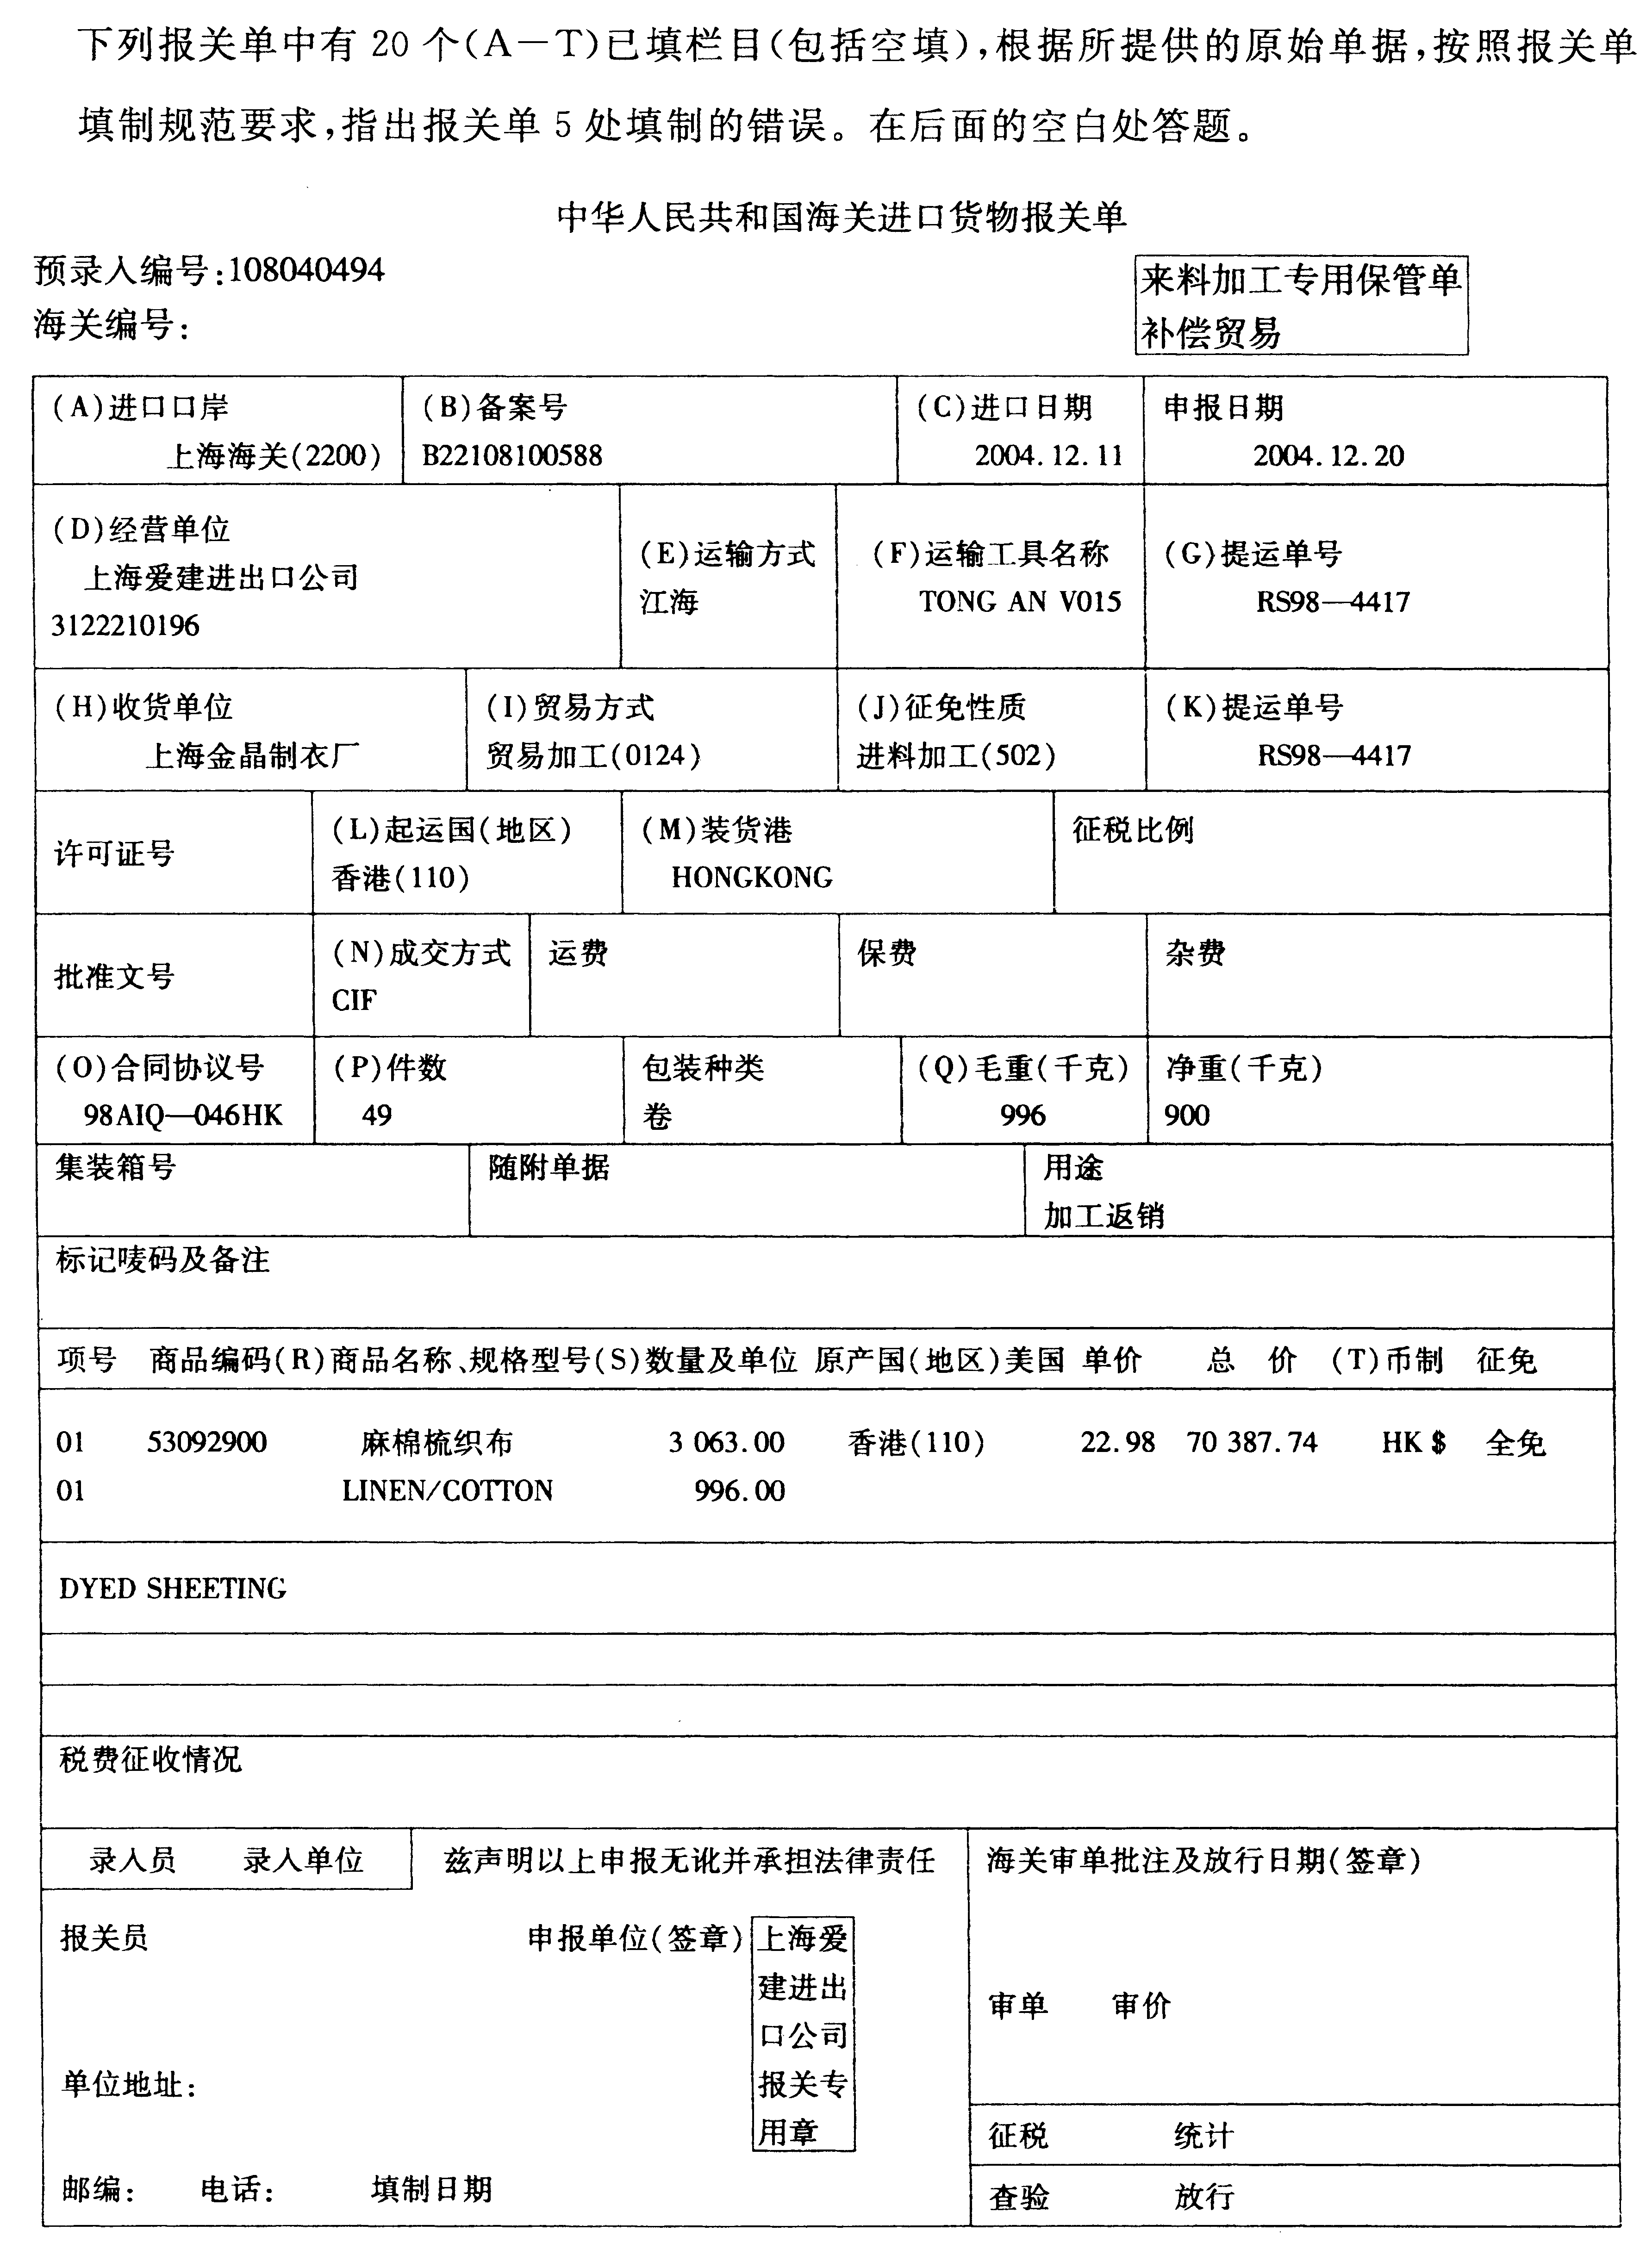 下列报关单中有 20 个(A－T)已填栏目(包括空填),根据所提供的原始单据,按照报关单
填制规范要求,指出报关单 5 处填制的错误。在后面的空白处答题。
中华人民共和国海关进口货物报关单
预录入编号:108040494
海关编号:
来料加工专用保管单
补偿贸易
(A)进口口岸 (B)备案号 (C)进口日期 申报日期
上海海关(2200) B22108100588 2004.12.11 2004.12.20
(D)经营单位
上海爱建进出口公司
3122210196
(E)运输方式
江海
(F)运输工具名称
TONG AN V015
(G)提运单号
RS98—4417
(H)收货单位 (I)贸易方式 (J)征免性质 (K)提运单号
上海金晶制衣厂 贸易加工(0124) 进料加工(502) RS98—4417
许可证号
(L)起运国(地区)
香港(110)
(M)装货港
HONGKONG
征税比例
批准文号
(N)成交方式
CIF
运费 保费 杂费
(O)合同协议号 (P)件数 包装种类 (Q)毛重(千克) 净重(千克)
98AIQ—046HK 49 卷 996 900
集装箱号 随附单据 用途
加工返销
标记唛码及备注
项号 商品编码(R)商品名称、规格型号(S)数量及单位 原产国(地区)美国 单价 总 价 (T)币制 征免
01 53092900 麻棉梳织布 3 063.00 香港(110) 22.98 70 387.74 HK$ 全免
01 LINEN/COTTON 996.00
DYED SHEETING
税费征收情况
录入员 录入单位 兹声明以上申报无讹并承担法律责任 海关审单批注及放行日期(签章)
报关员 申报单位(签章)
上海爱
建进出
口公司
报关专
用章
审单 审价
单位地址:
征税 统计
邮编: 电话: 填制日期
查验 放行